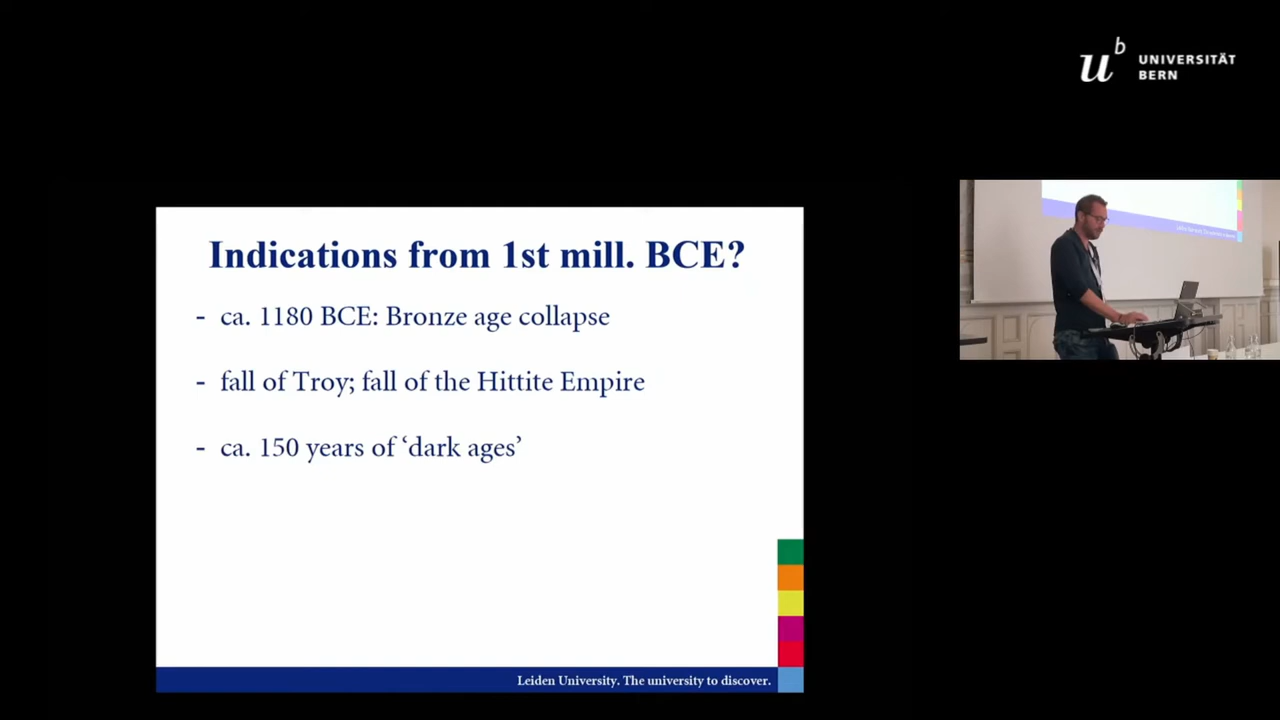 u b UNIVERSITÄT
BERN
Indications from 1st mill. BCE?
- ca. 1180 BCE: Bronze age collapse
- fall of Troy; fall of the Hittite Empire
- ca. 150 years of ‘dark ages’
Leiden University. The university to discover.